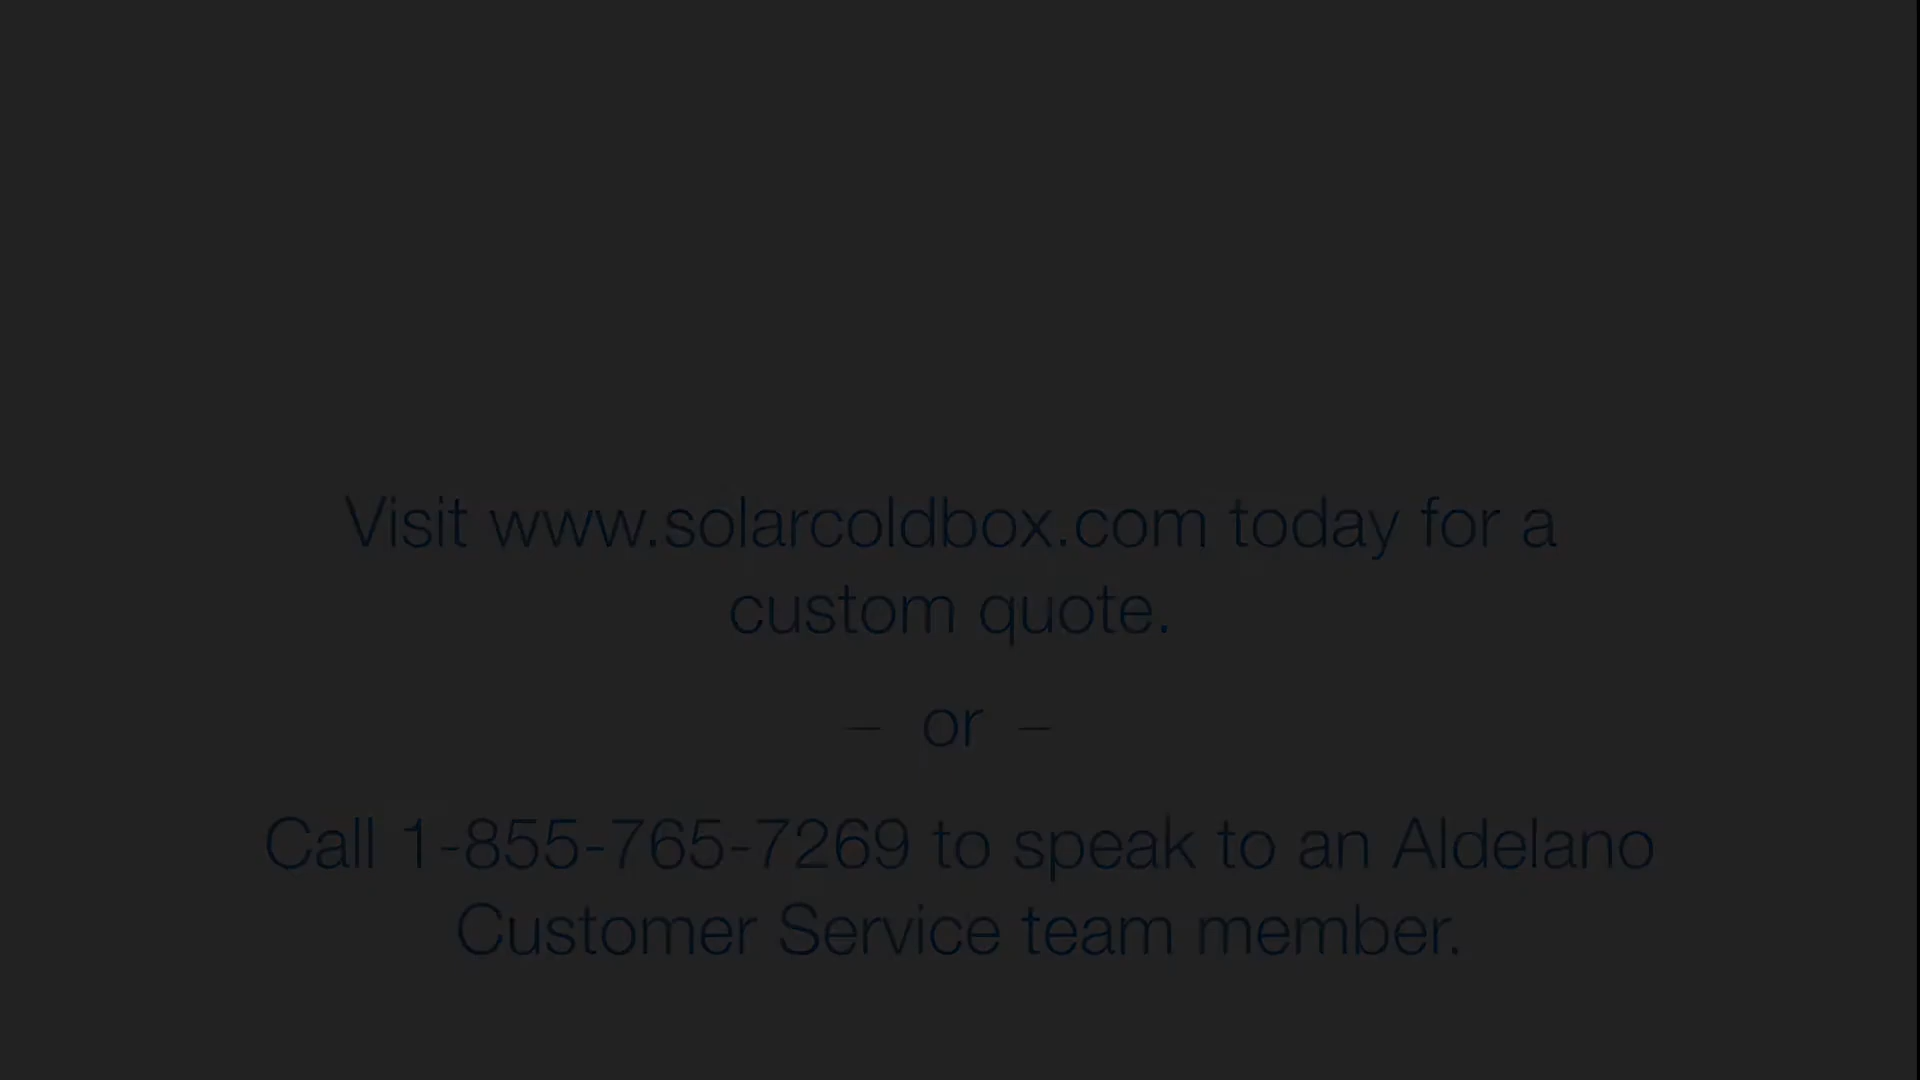 Visit www.solarcoldbox.com today for a
custom quote.
– or –
Call 1-855-765-7269 to speak to an Aldelano
Customer Service team member.